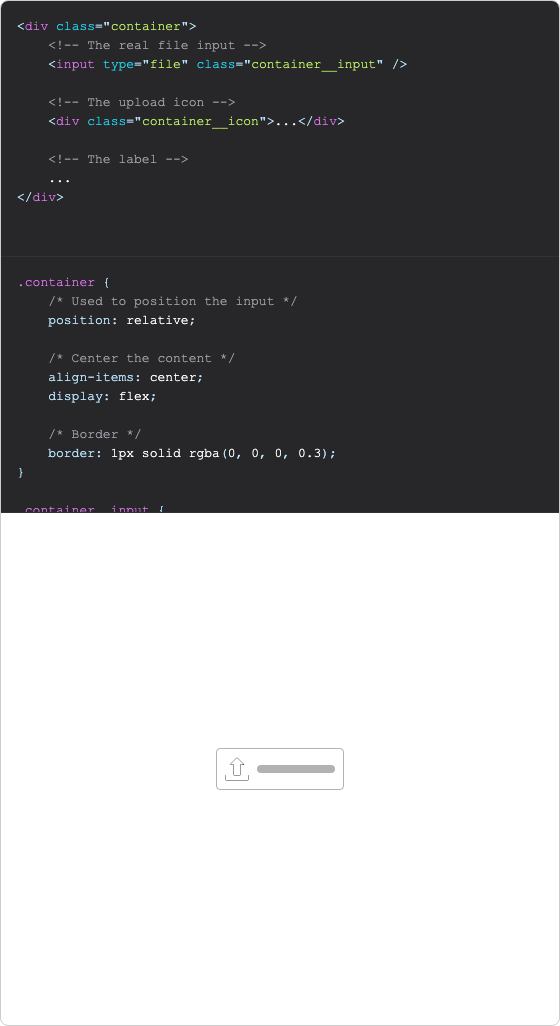 <div class="container">
    <!-- The real file input -->
    <input type="file" class="container__input" />
    <!-- The upload icon -->
    <div class="container__icon">...</div>
    <!-- The label -->
    ...
</div>
.container {
    /* Used to position the input */
    position: relative;
    /* Center the content */
    align-items: center;
    display: flex;
    /* Border */
    border: 1px solid rgba(0, 0, 0, 0.3);
}
.container__input {